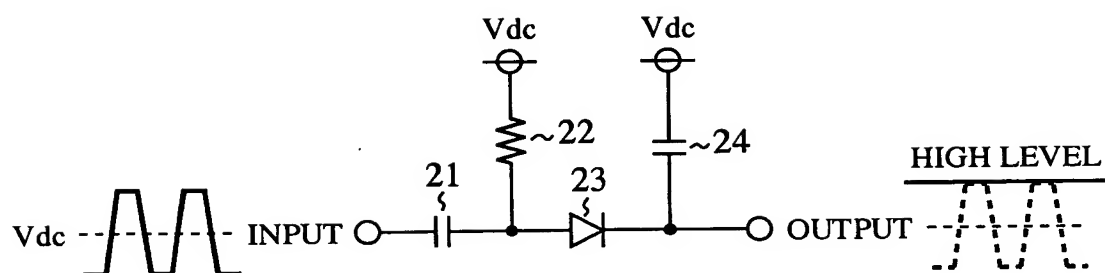 Vdc Vdc
~22 ~24
HIGH LEVEL
21 23
Vdc INPUT OUTPUT